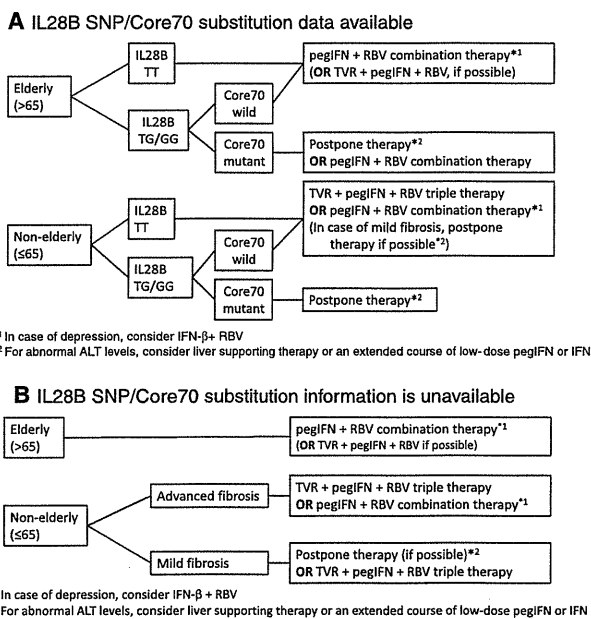 A IL28B SNP/Core70 substitution data available
Elderly
(>65)
IL28B
TT
pegIFN + RBV combination therapy*1
(OR TVR + pegIFN + RBV, if possible)
IL28B
TG/GG
Core70
wild
Core70
mutant
Postpone therapy*2
OR pegIFN + RBV combination therapy
Non-elderly
(≤65)
IL28B
TT
TVR + pegIFN + RBV triple therapy
OR pegIFN + RBV combination therapy*1
(In case of mild fibrosis, postpone
therapy if possible*2)
IL28B
TG/GG
Core70
wild
Core70
mutant
Postpone therapy*2
1 In case of depression, consider IFN-β+ RBV
2 For abnormal ALT levels, consider liver supporting therapy or an extended course of low-dose pegIFN or IFN
B IL28B SNP/Core70 substitution information is unavailable
Elderly
(>65)
pegIFN + RBV combination therapy*1
(OR TVR + pegIFN + RBV if possible)
Non-elderly
(≤65)
Advanced fibrosis
TVR + pegIFN + RBV triple therapy
OR pegIFN + RBV combination therapy*1
Mild fibrosis
Postpone therapy (if possible)*2
OR TVR + pegIFN + RBV triple therapy
In case of depression, consider IFN-β + RBV
For abnormal ALT levels, consider liver supporting therapy or an extended course of low-dose pegIFN or IFN